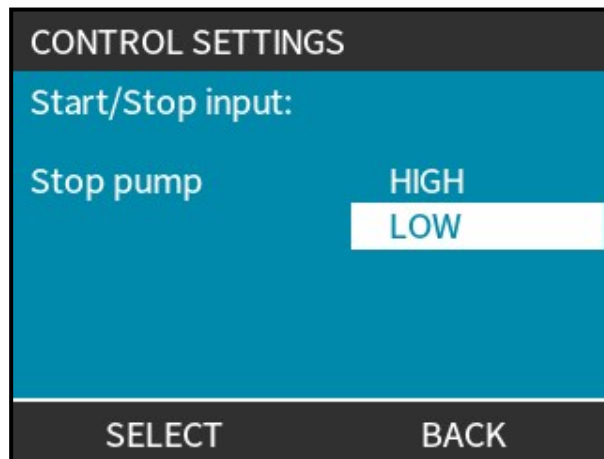 CONTROL SETTINGS
Start/Stop input:
Stop pump HIGH
LOW
SELECT BACK